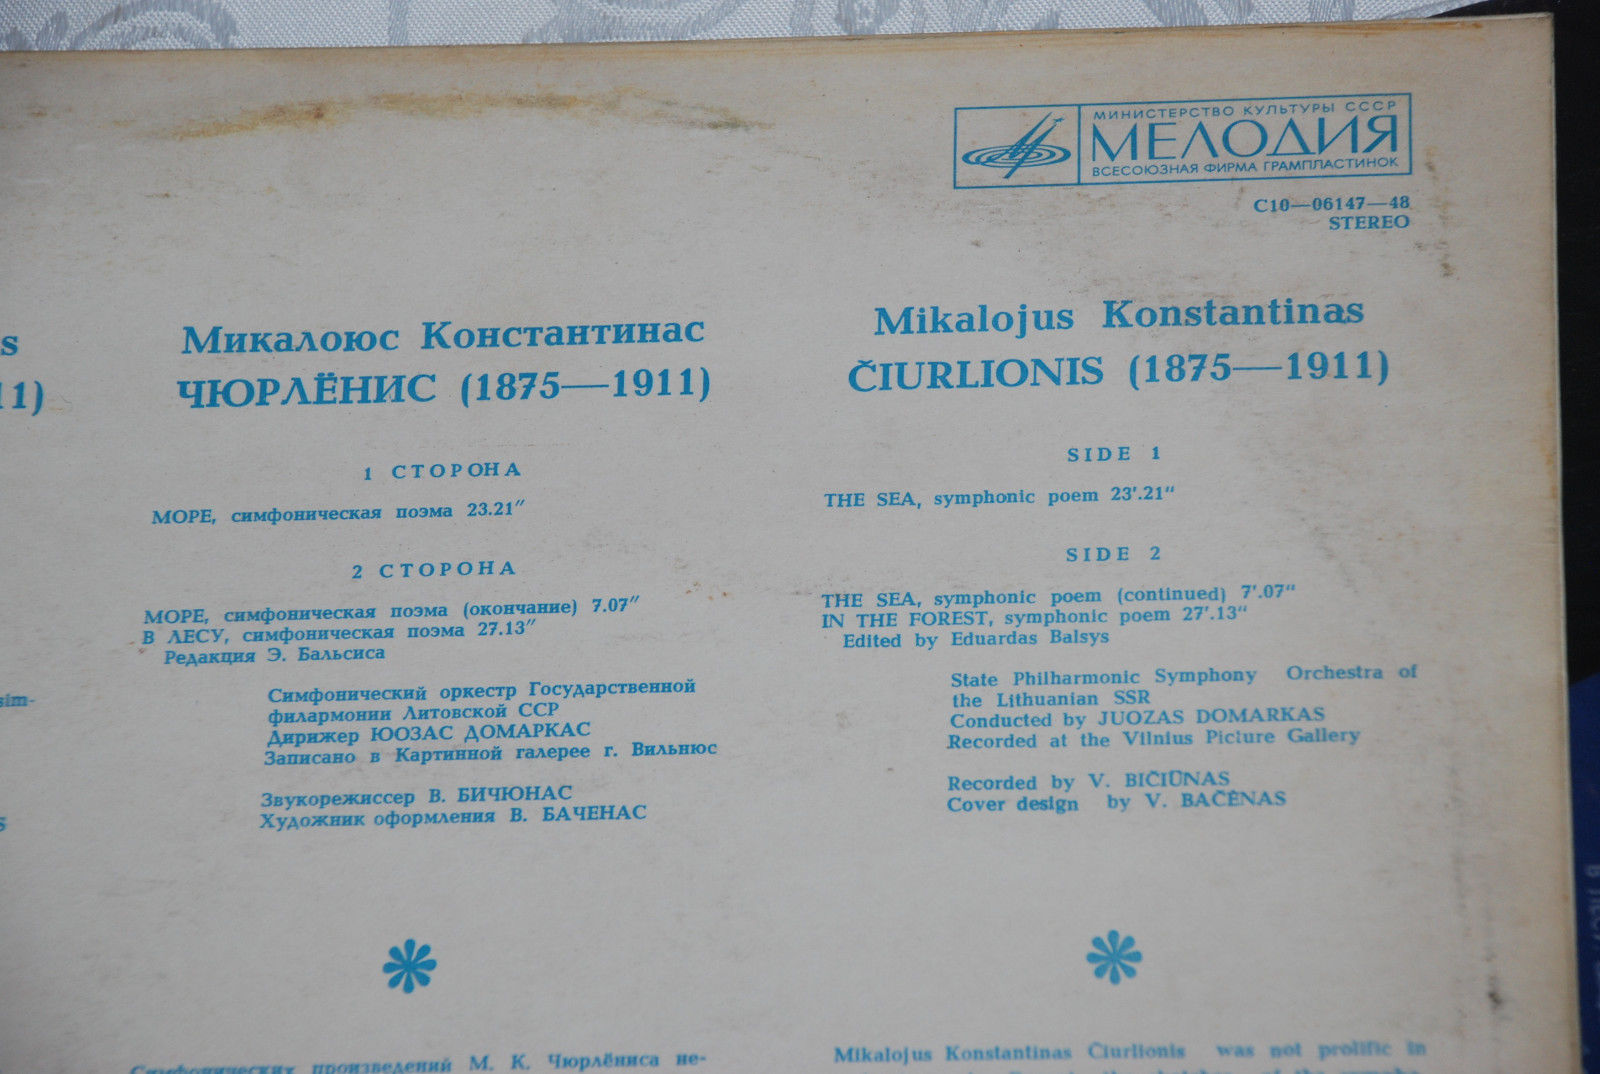 МИНИСТЕРСТВО КУЛЬТУРЫ СССР
МЕЛОДИЯ
ВСЕСОЮЗНАЯ ФИРМА ГРАМПЛАСТИНОК
С10—06147—48
STEREO
s
11)
sim-
s
Микалоюс Константинас
ЧЮРЛЁНИС (1875—1911)
1 СТОРОНА
МОРЕ, симфоническая поэма 23.21″
2 СТОРОНА
МОРЕ, симфоническая поэма (окончание) 7.07″
В ЛЕСУ, симфоническая поэма 27.13″
Редакция Э. Бальсиса
Симфонический оркестр Государственной
филармонии Литовской ССР
Дирижер ЮОЗАС ДОМАРКАС
Записано в Картинной галерее г. Вильнюс
Звукорежиссер В. БИЧЮНАС
Художник оформления В. БАЧЕНАС
Симфонических произведений М. К. Чюрлёниса не-
Mikalojus Konstantinas
ČIURLIONIS (1875—1911)
SIDE 1
THE SEA, symphonic poem 23′.21″
SIDE 2
THE SEA, symphonic poem (continued) 7′.07″
IN THE FOREST, symphonic poem 27′.13″
Edited by Eduardas Balsys
State Philharmonic Symphony Orchestra of
the Lithuanian SSR
Conducted by JUOZAS DOMARKAS
Recorded at the Vilnius Picture Gallery
Recorded by V. BIČIŪNAS
Cover design by V. BAČĖNAS
Mikalojus Konstantinas Čiurlionis was not prolific in